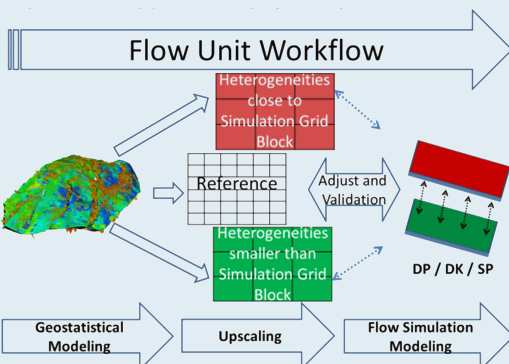 Flow Unit Workflow
Heterogeneities
close to
Simulation Grid
Block
Reference
Adjust and
Validation
Heterogeneities
smaller than
Simulation Grid
Block
DP / DK / SP
Geostatistical
Modeling
Upscaling
Flow Simulation
Modeling